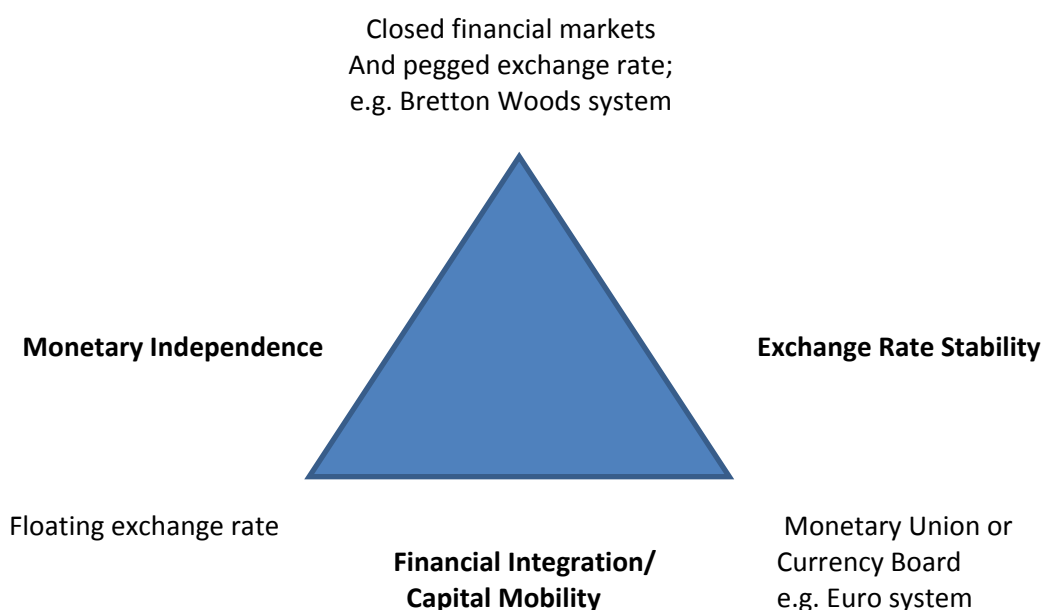 Closed financial markets
And pegged exchange rate;
e.g. Bretton Woods system
Monetary Independence
Exchange Rate Stability
Floating exchange rate
Financial Integration/
Capital Mobility
Monetary Union or
Currency Board
e.g. Euro system